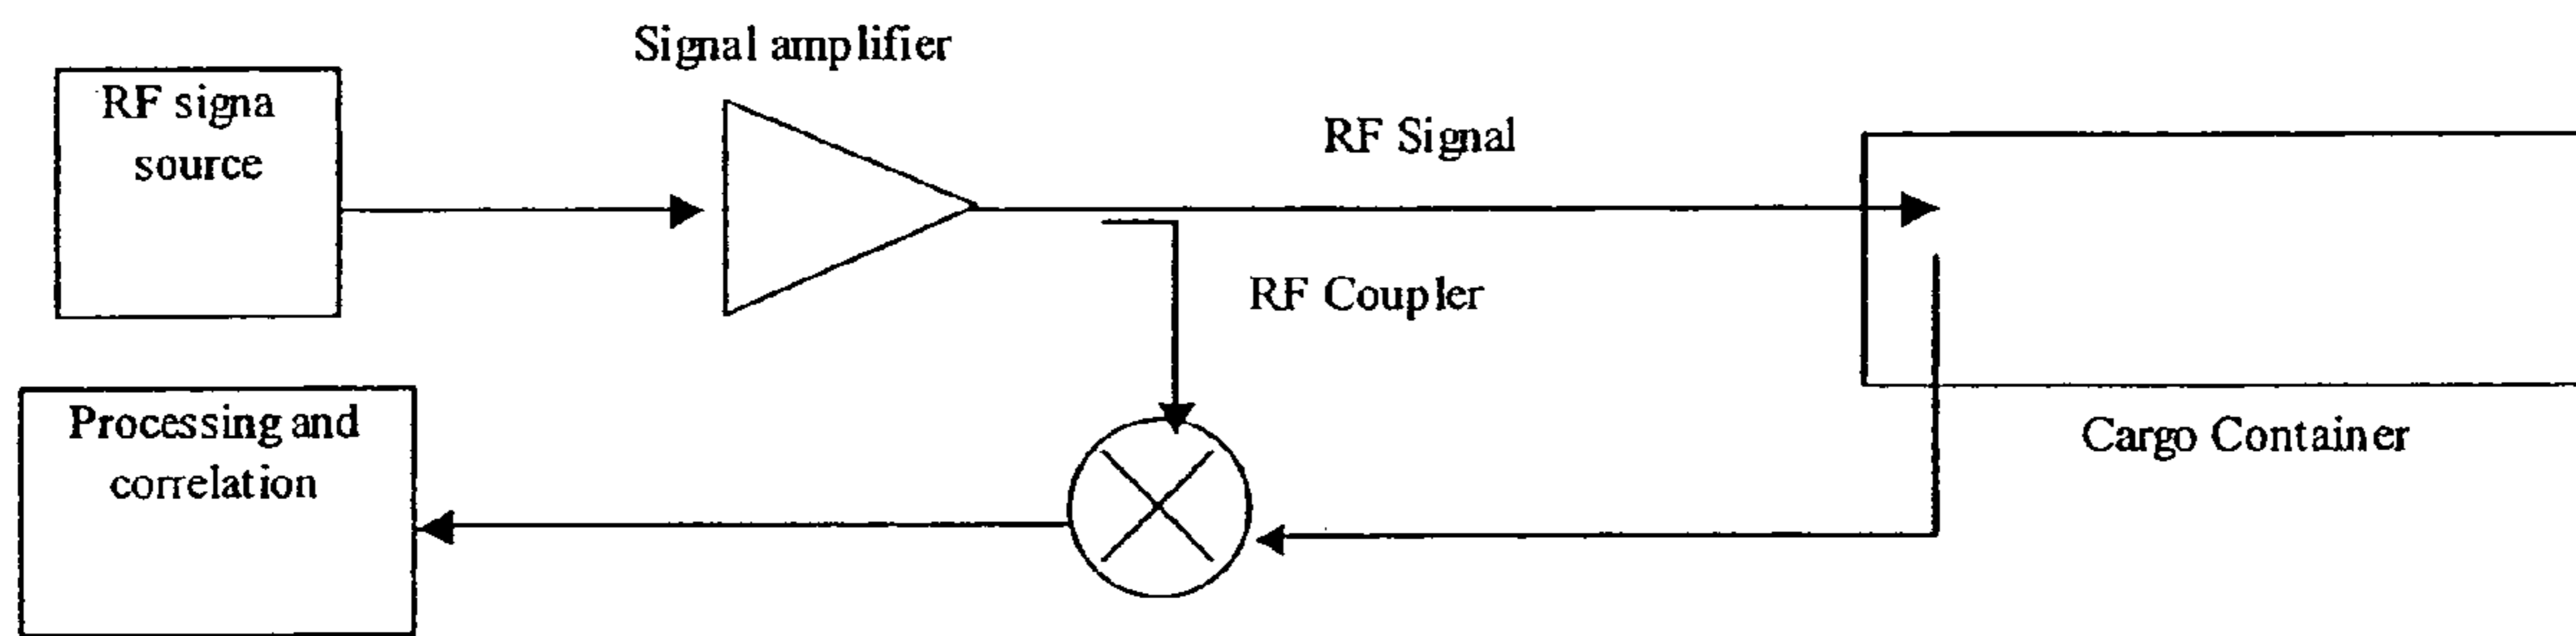 Signal amplifier
RF signa
source
RF Signal
RF Coupler
Processing and
correlation
Cargo Container